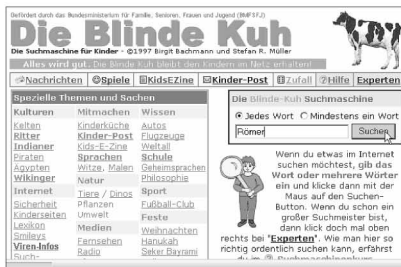 Gefördert durch das Bundesministerium für Familie, Senioren, Frauen und Jugend (BMFSFJ)
Die Blinde Kuh
Die Suchmaschine für Kinder - ©1997 Birgit Bachmann und Stefan R. Müller
Alles wird gut. Die Blinde Kuh bleibt den Kindern im Netz erhalten!
Nachrichten Spiele KidsEZine Kinder-Post Zufall Hilfe Experten
Spezielle Themen und Sachen
Kulturen Mitmachen Wissen
Kelten Kinderküche Autos
Ritter Kinder-Post Flugzeuge
Indianer Kids-E-Zine Weltall
Piraten Sprachen Schule
Ägypten Witze, Malen Geheimsprachen
Wikinger Natur Philosophie
Internet Tiere / Dinos Sport
Sicherheit Pflanzen Fußball-Club
Kinderseiten Umwelt Feste
Lexikon Medien Weihnachten
Smileys Fernsehen Hanukah
Viren-Infos Radio Seker Bayrami
Such-
Die Blinde-Kuh Suchmaschine
Jedes Wort Mindestens ein Wort
Römer Suchen
Wenn du etwas im Internet
suchen möchtest, gib das
Wort oder mehrere Wörter
ein und klicke dann mit der
Maus auf den Suchen-
Button. Wenn du schon ein
großer Suchmeister bist,
dann klick doch mal oben
rechts bei "Experten". Wie man hier so
richtig ordentlich suchen kann, erfährst
du im Suchmaschinenkurs